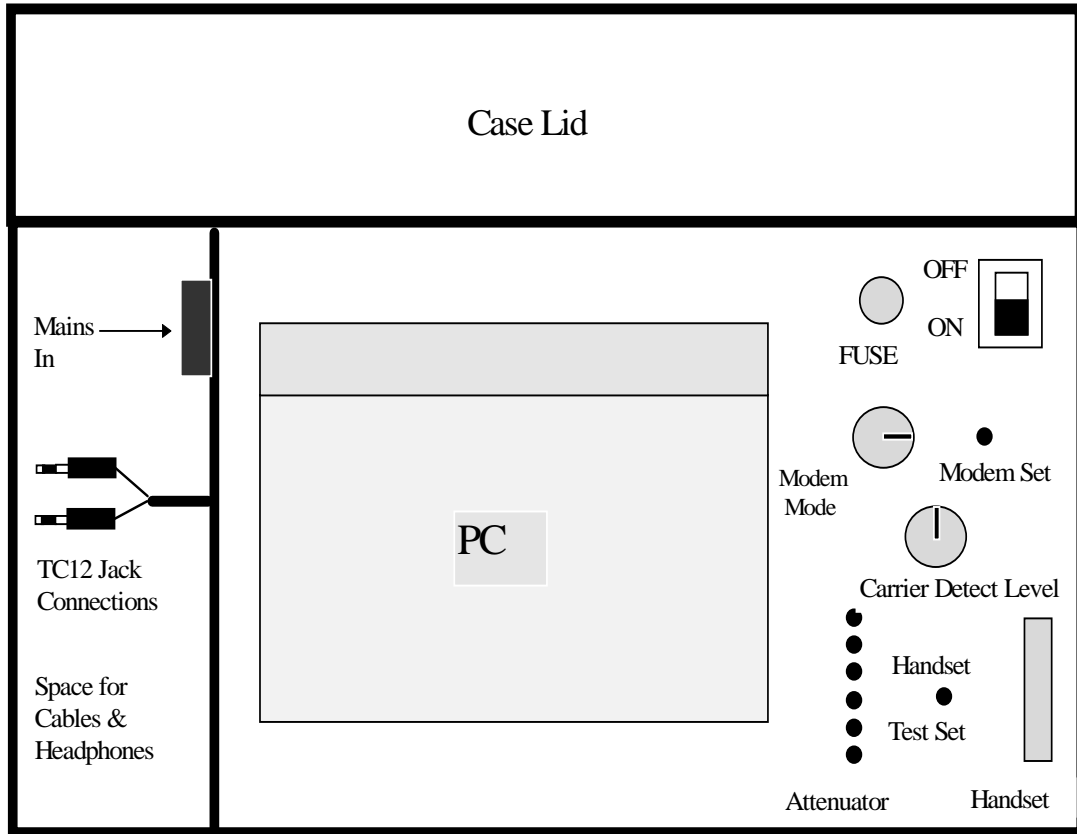 Case Lid
Mains
In
TC12 Jack
Connections
Space for
Cables &
Headphones
PC
OFF
ON
FUSE
Modem
Mode
Modem Set
Carrier Detect Level
Handset
Test Set
Attenuator
Handset